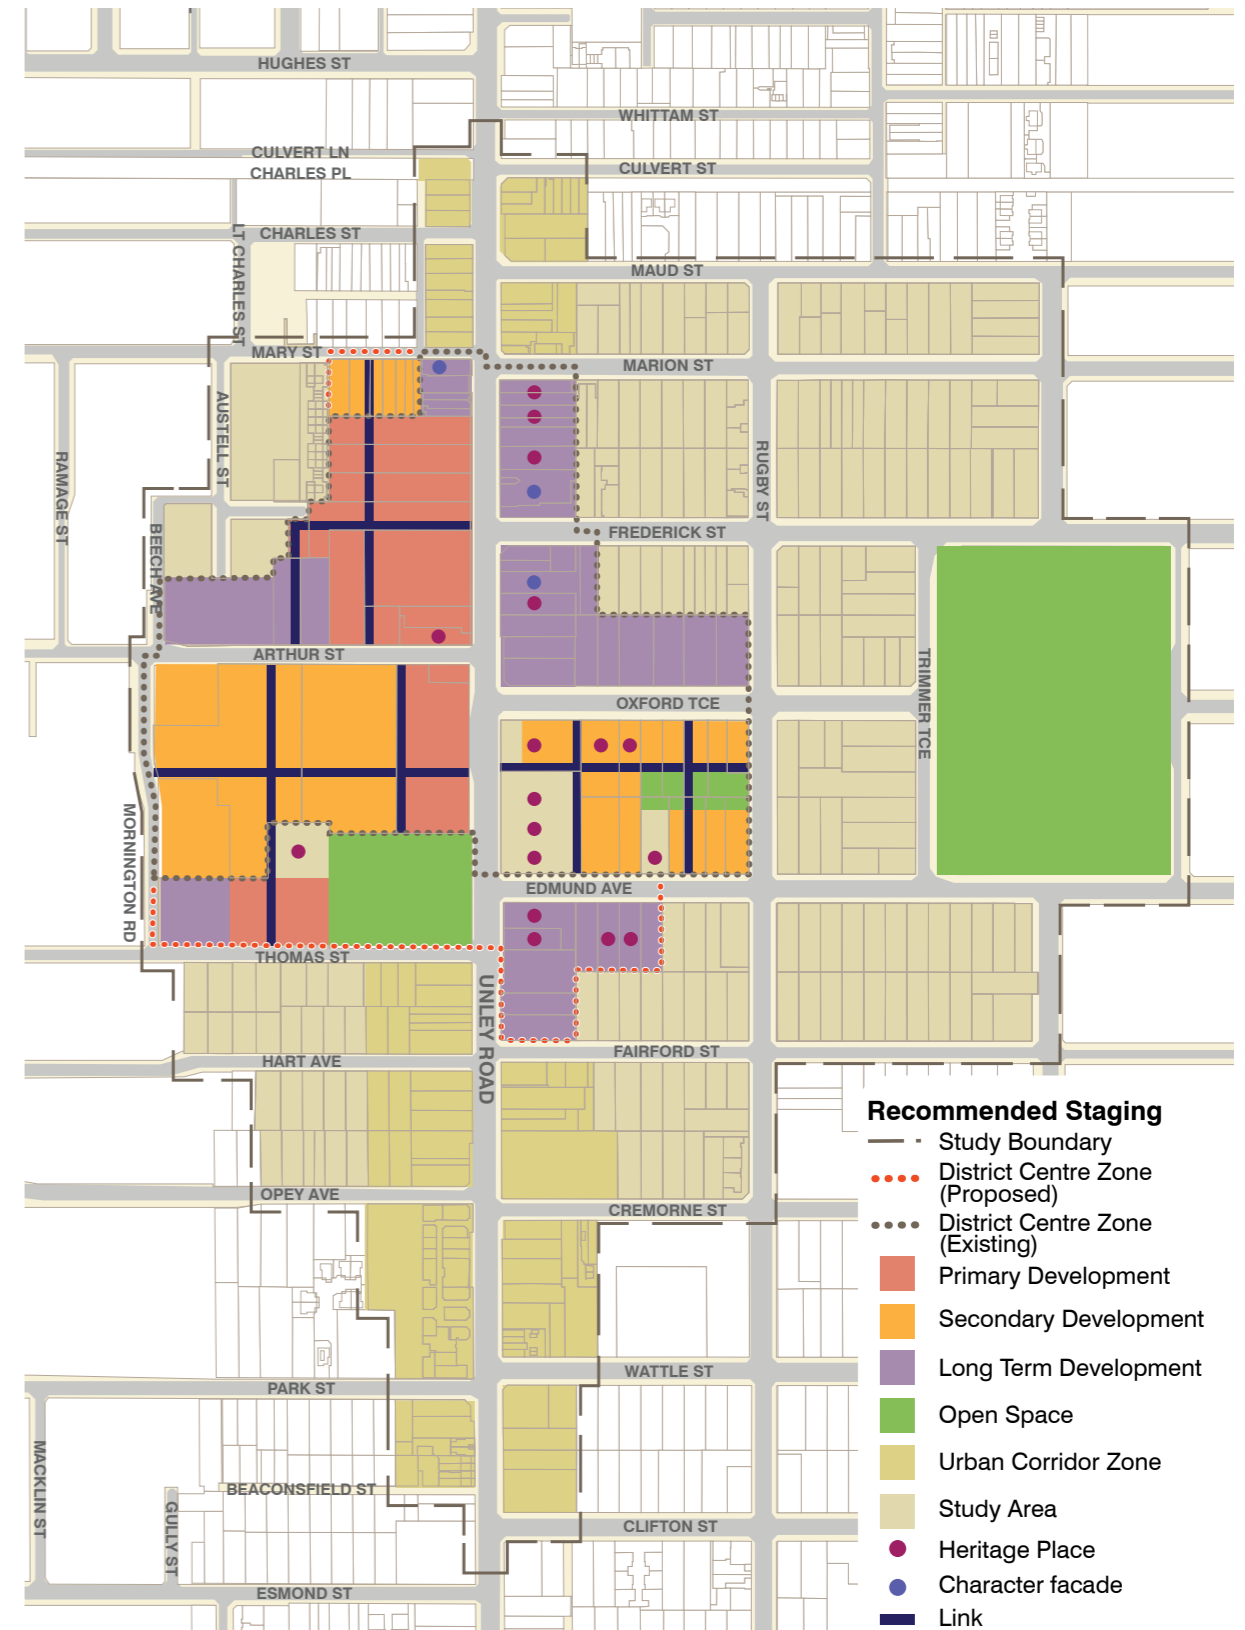 HUGHES ST
WHITTAM ST
CULVERT LN
CHARLES PL
CULVERT ST
LT CHARLES ST
CHARLES ST
MAUD ST
MARY ST
MARION ST
AUSTELL ST
RAMAGE ST
RUGBY ST
BEECH AVE
FREDERICK ST
ARTHUR ST
TRIMMER TCE
OXFORD TCE
MORNINGTON RD
EDMUND AVE
THOMAS ST
UNLEY ROAD
HART AVE
FAIRFORD ST
OPEY AVE
CREMORNE ST
PARK ST
WATTLE ST
MACKLIN ST
BEACONSFIELD ST
GULLY ST
CLIFTON ST
ESMOND ST
Recommended Staging
Study Boundary
District Centre Zone
(Proposed)
District Centre Zone
(Existing)
Primary Development
Secondary Development
Long Term Development
Open Space
Urban Corridor Zone
Study Area
Heritage Place
Character facade
Link